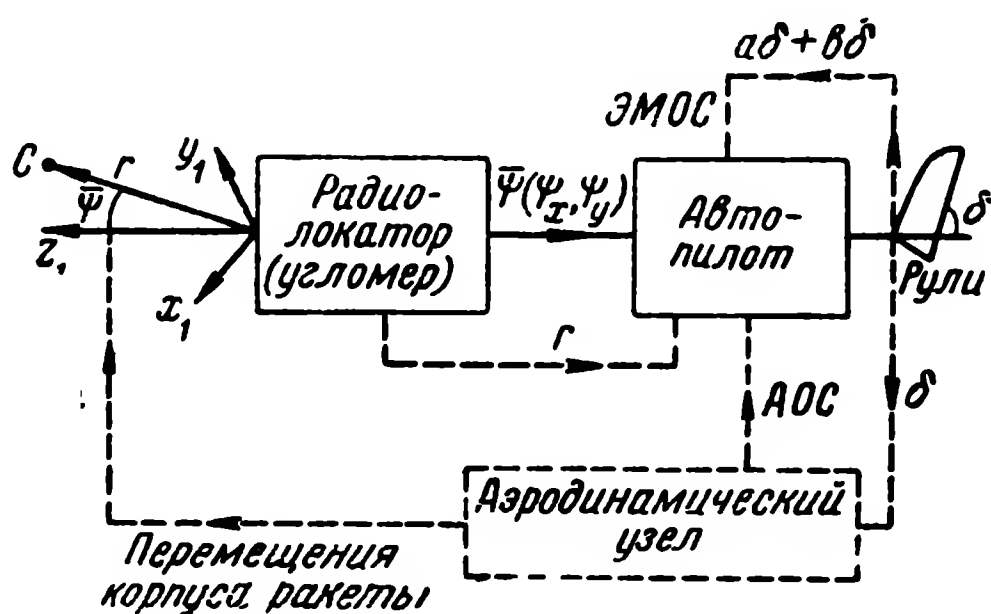 aδ + bδ̇
ЭМОС
C
r
ψ̅
y₁
z₁
x₁
Радио-
локатор
(угломер)
ψ̅(ψx, ψy)
Авто-
пилот
δ
Рули
r
АОС
δ
Аэродинамический
узел
Перемещения
корпуса ракеты